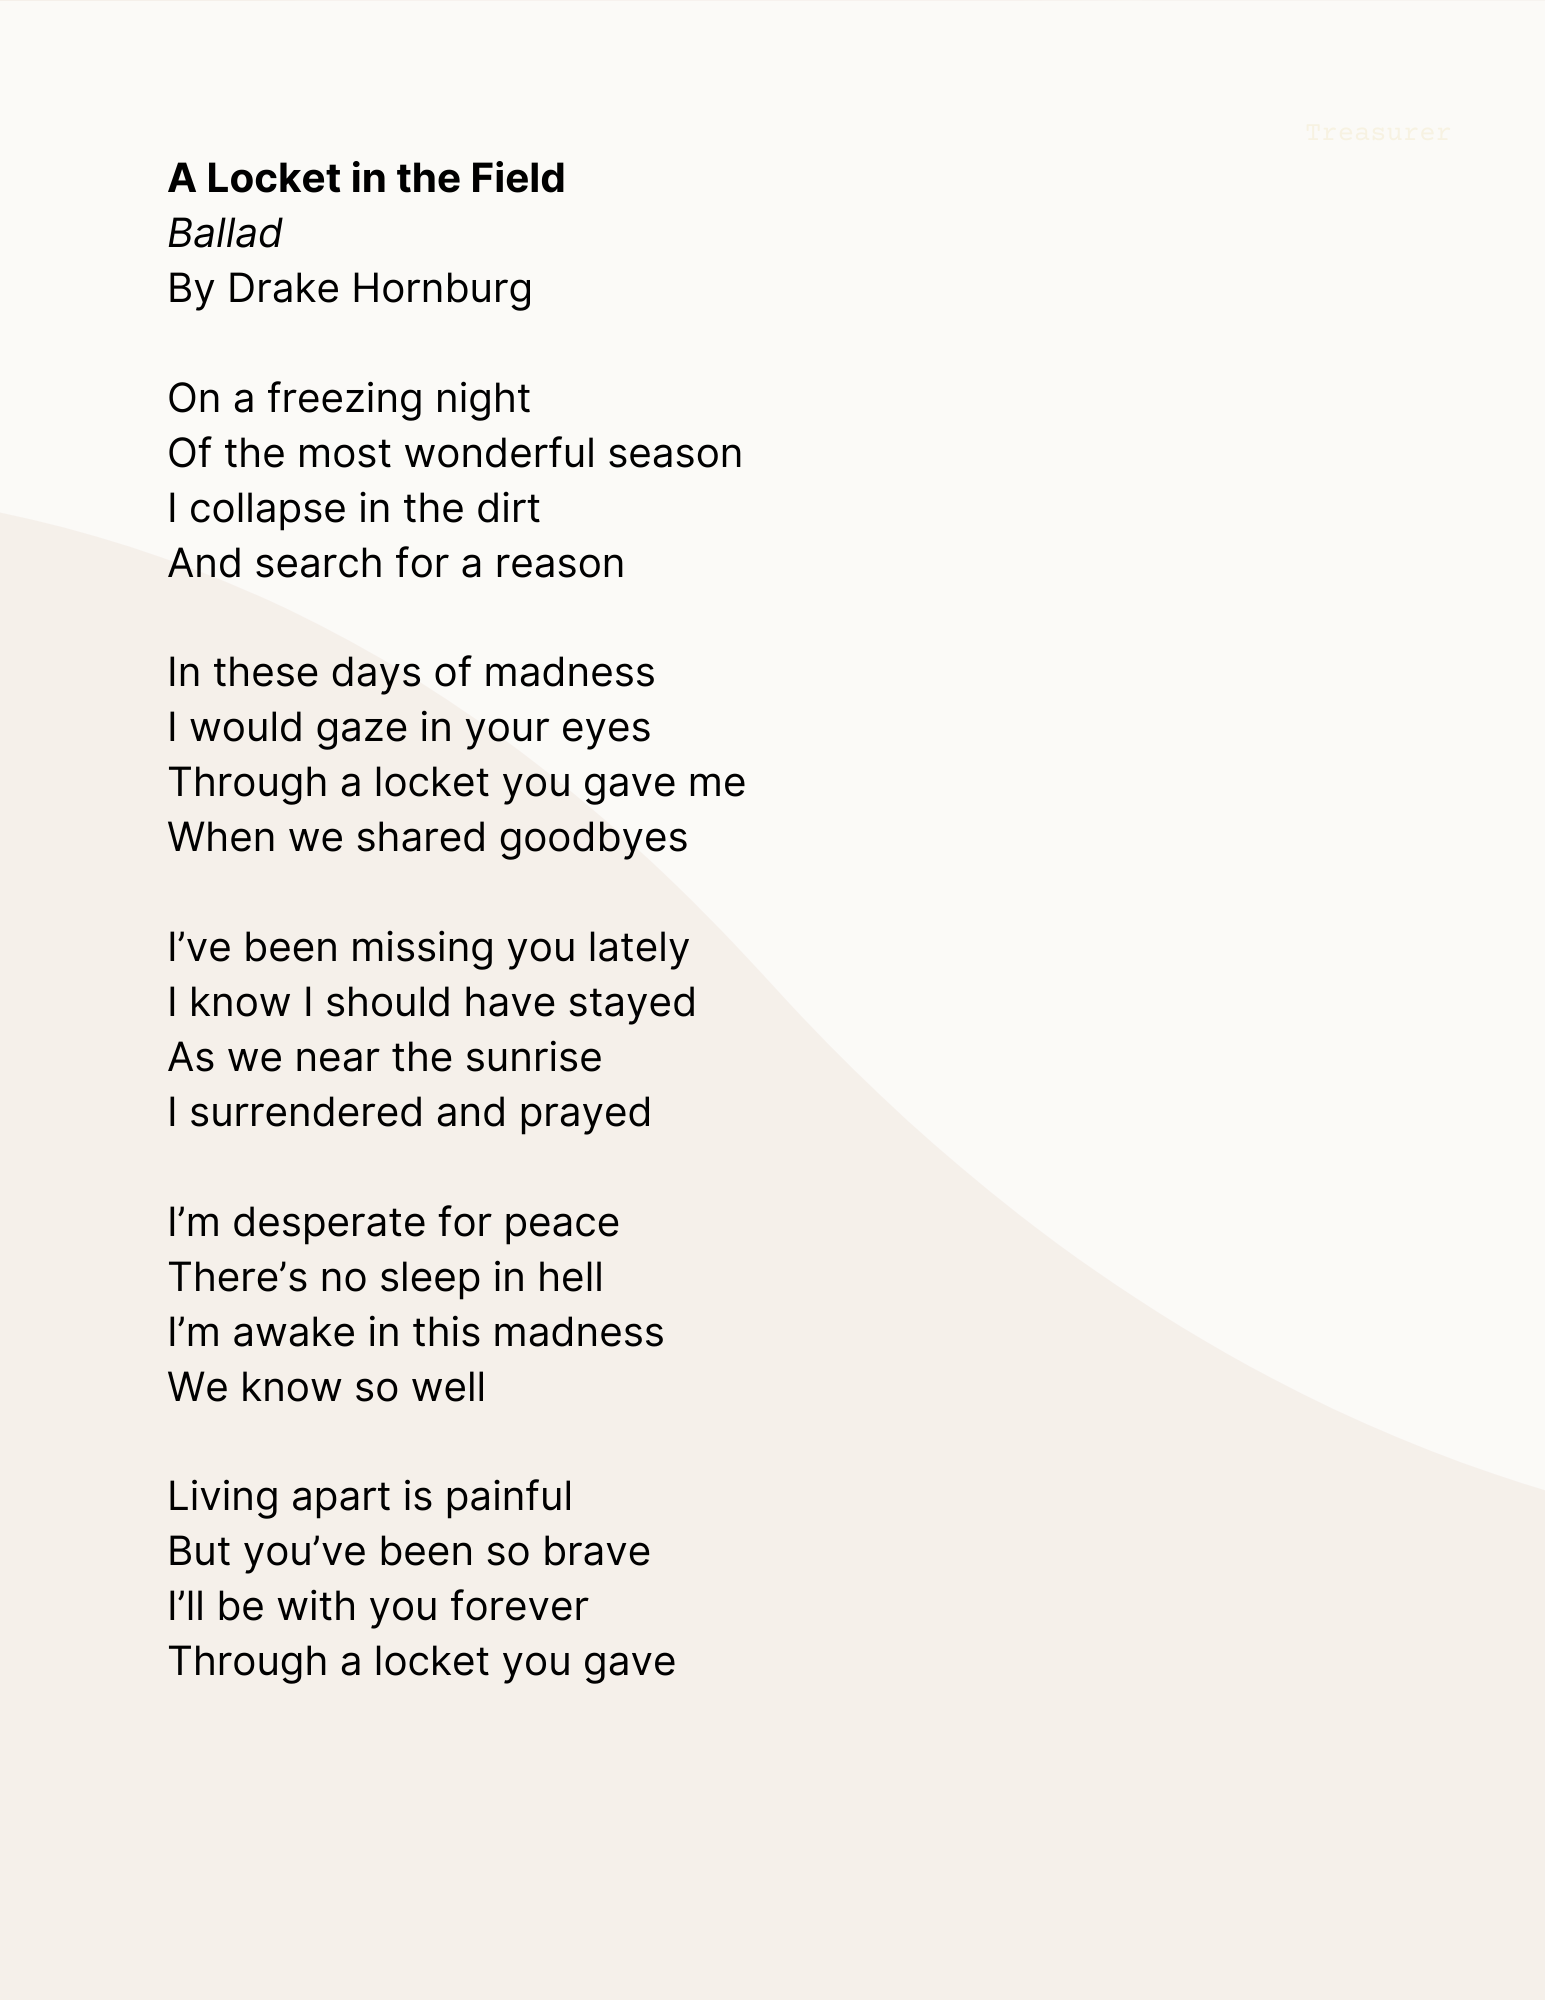 Treasurer
A Locket in the Field
Ballad
By Drake Hornburg
On a freezing night
Of the most wonderful season
I collapse in the dirt
And search for a reason
In these days of madness
I would gaze in your eyes
Through a locket you gave me
When we shared goodbyes
I’ve been missing you lately
I know I should have stayed
As we near the sunrise
I surrendered and prayed
I’m desperate for peace
There’s no sleep in hell
I’m awake in this madness
We know so well
Living apart is painful
But you’ve been so brave
I’ll be with you forever
Through a locket you gave